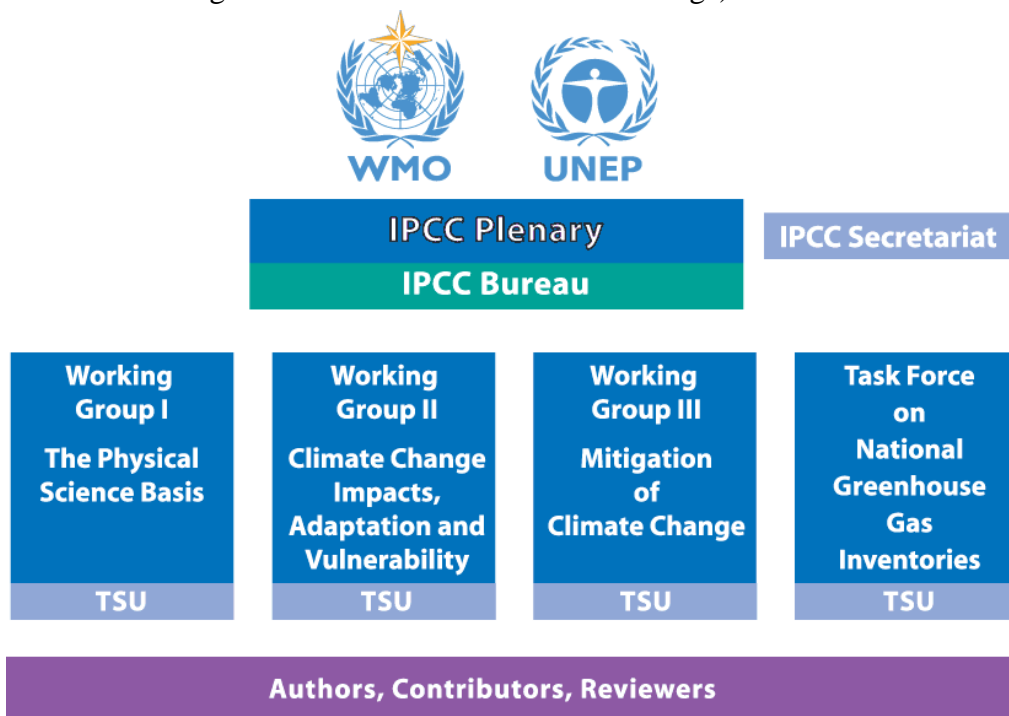 WMO
UNEP
IPCC Plenary
IPCC Secretariat
IPCC Bureau
Working
Group I
The Physical
Science Basis
TSU
Working
Group II
Climate Change
Impacts,
Adaptation and
Vulnerability
TSU
Working
Group III
Mitigation
of
Climate Change
TSU
Task Force
on
National
Greenhouse
Gas
Inventories
TSU
Authors, Contributors, Reviewers